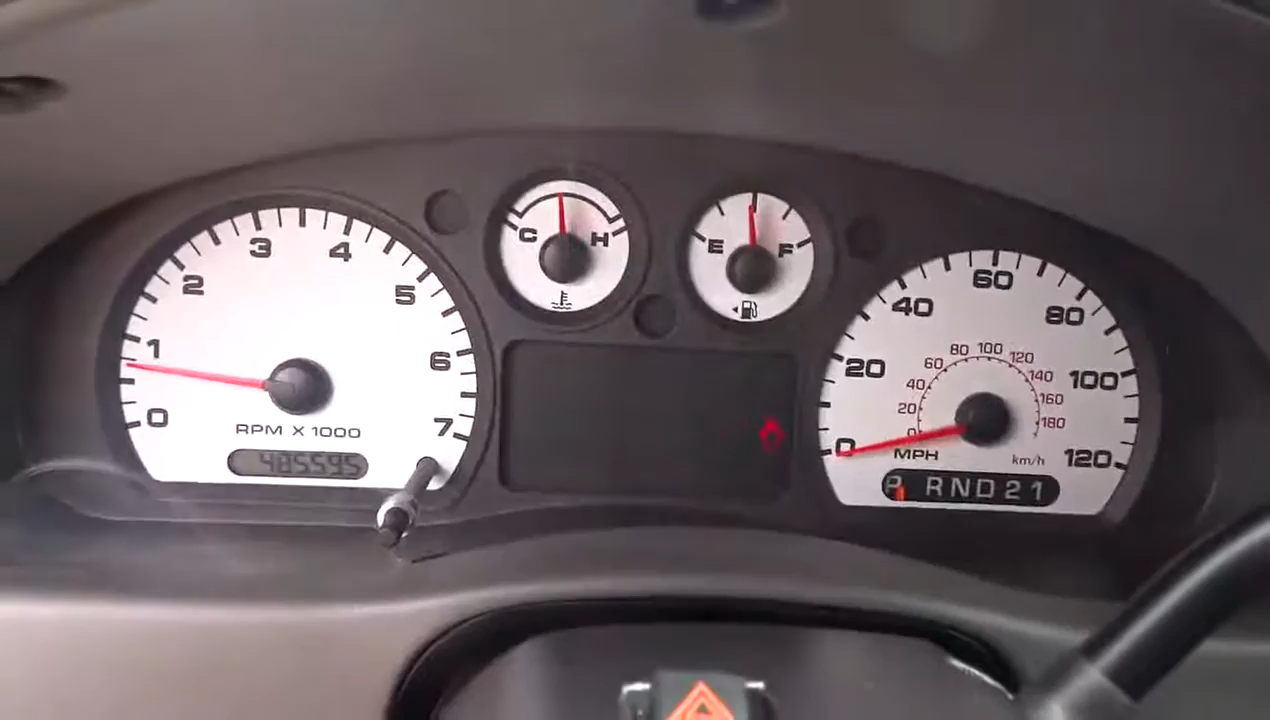 0 1 2 3 4 5 6 7
RPM X 1000
485595
C H
E F
0 20 40 60 80 100 120
0 20 40 60 80 100 120 140 160 180
MPH
km/h
P RND21